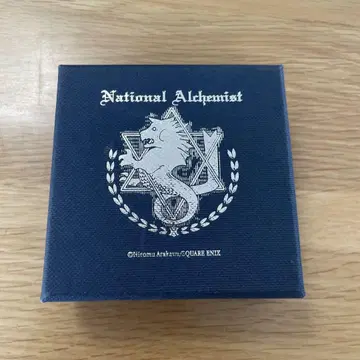 National Alchemist
©Hiromu Arakawa/SQUARE ENIX